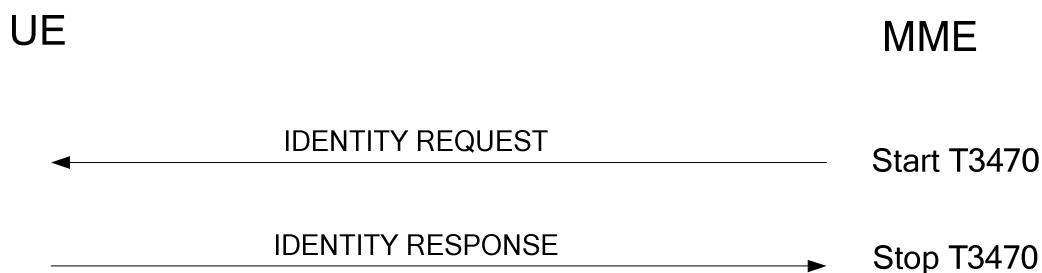 UE
MME
IDENTITY REQUEST
Start T3470
IDENTITY RESPONSE
Stop T3470